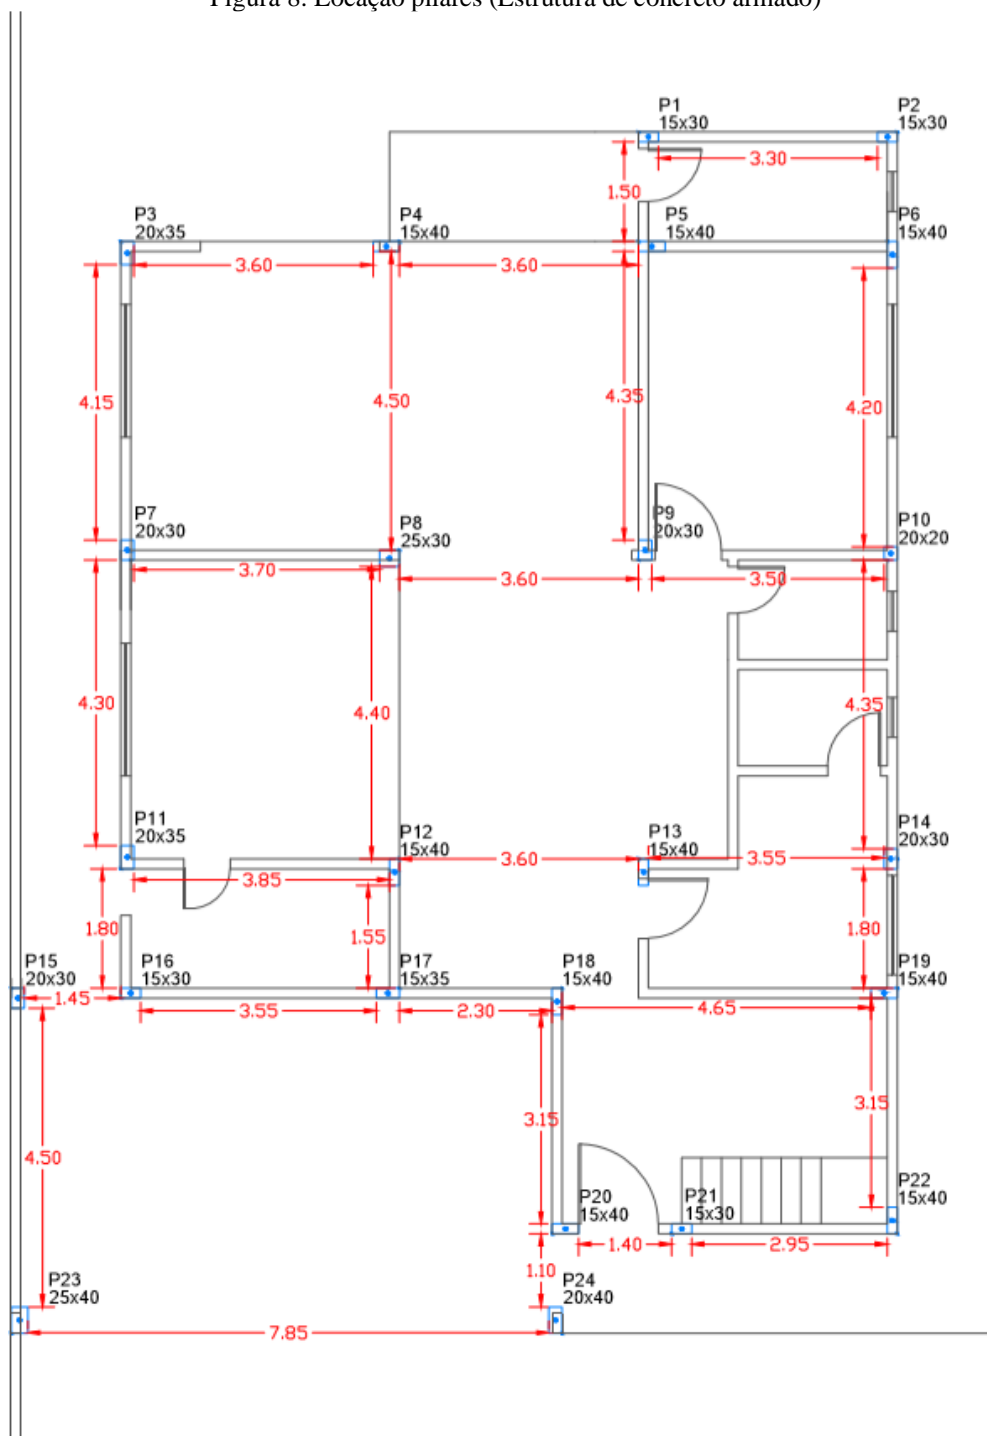 Figura 8: Locação pilares (Estrutura de concreto armado)
P1
15x30
P2
15x30
3.30
1.50
P3
20x35
P4
15x40
P5
15x40
P6
15x40
3.60
3.60
4.15
4.50
4.35
4.20
P7
20x30
P8
25x30
P9
20x30
P10
20x20
3.70
3.60
3.50
4.30
4.40
4.35
P11
20x35
P12
15x40
P13
15x40
P14
20x30
3.60
3.55
3.85
1.80
1.55
1.80
P15
20x30
P16
15x30
P17
15x35
P18
15x40
P19
15x40
1.45
3.55
2.30
4.65
3.15
3.15
4.50
P20
15x40
P21
15x30
P22
15x40
1.40
2.95
1.10
P23
25x40
P24
20x40
7.85